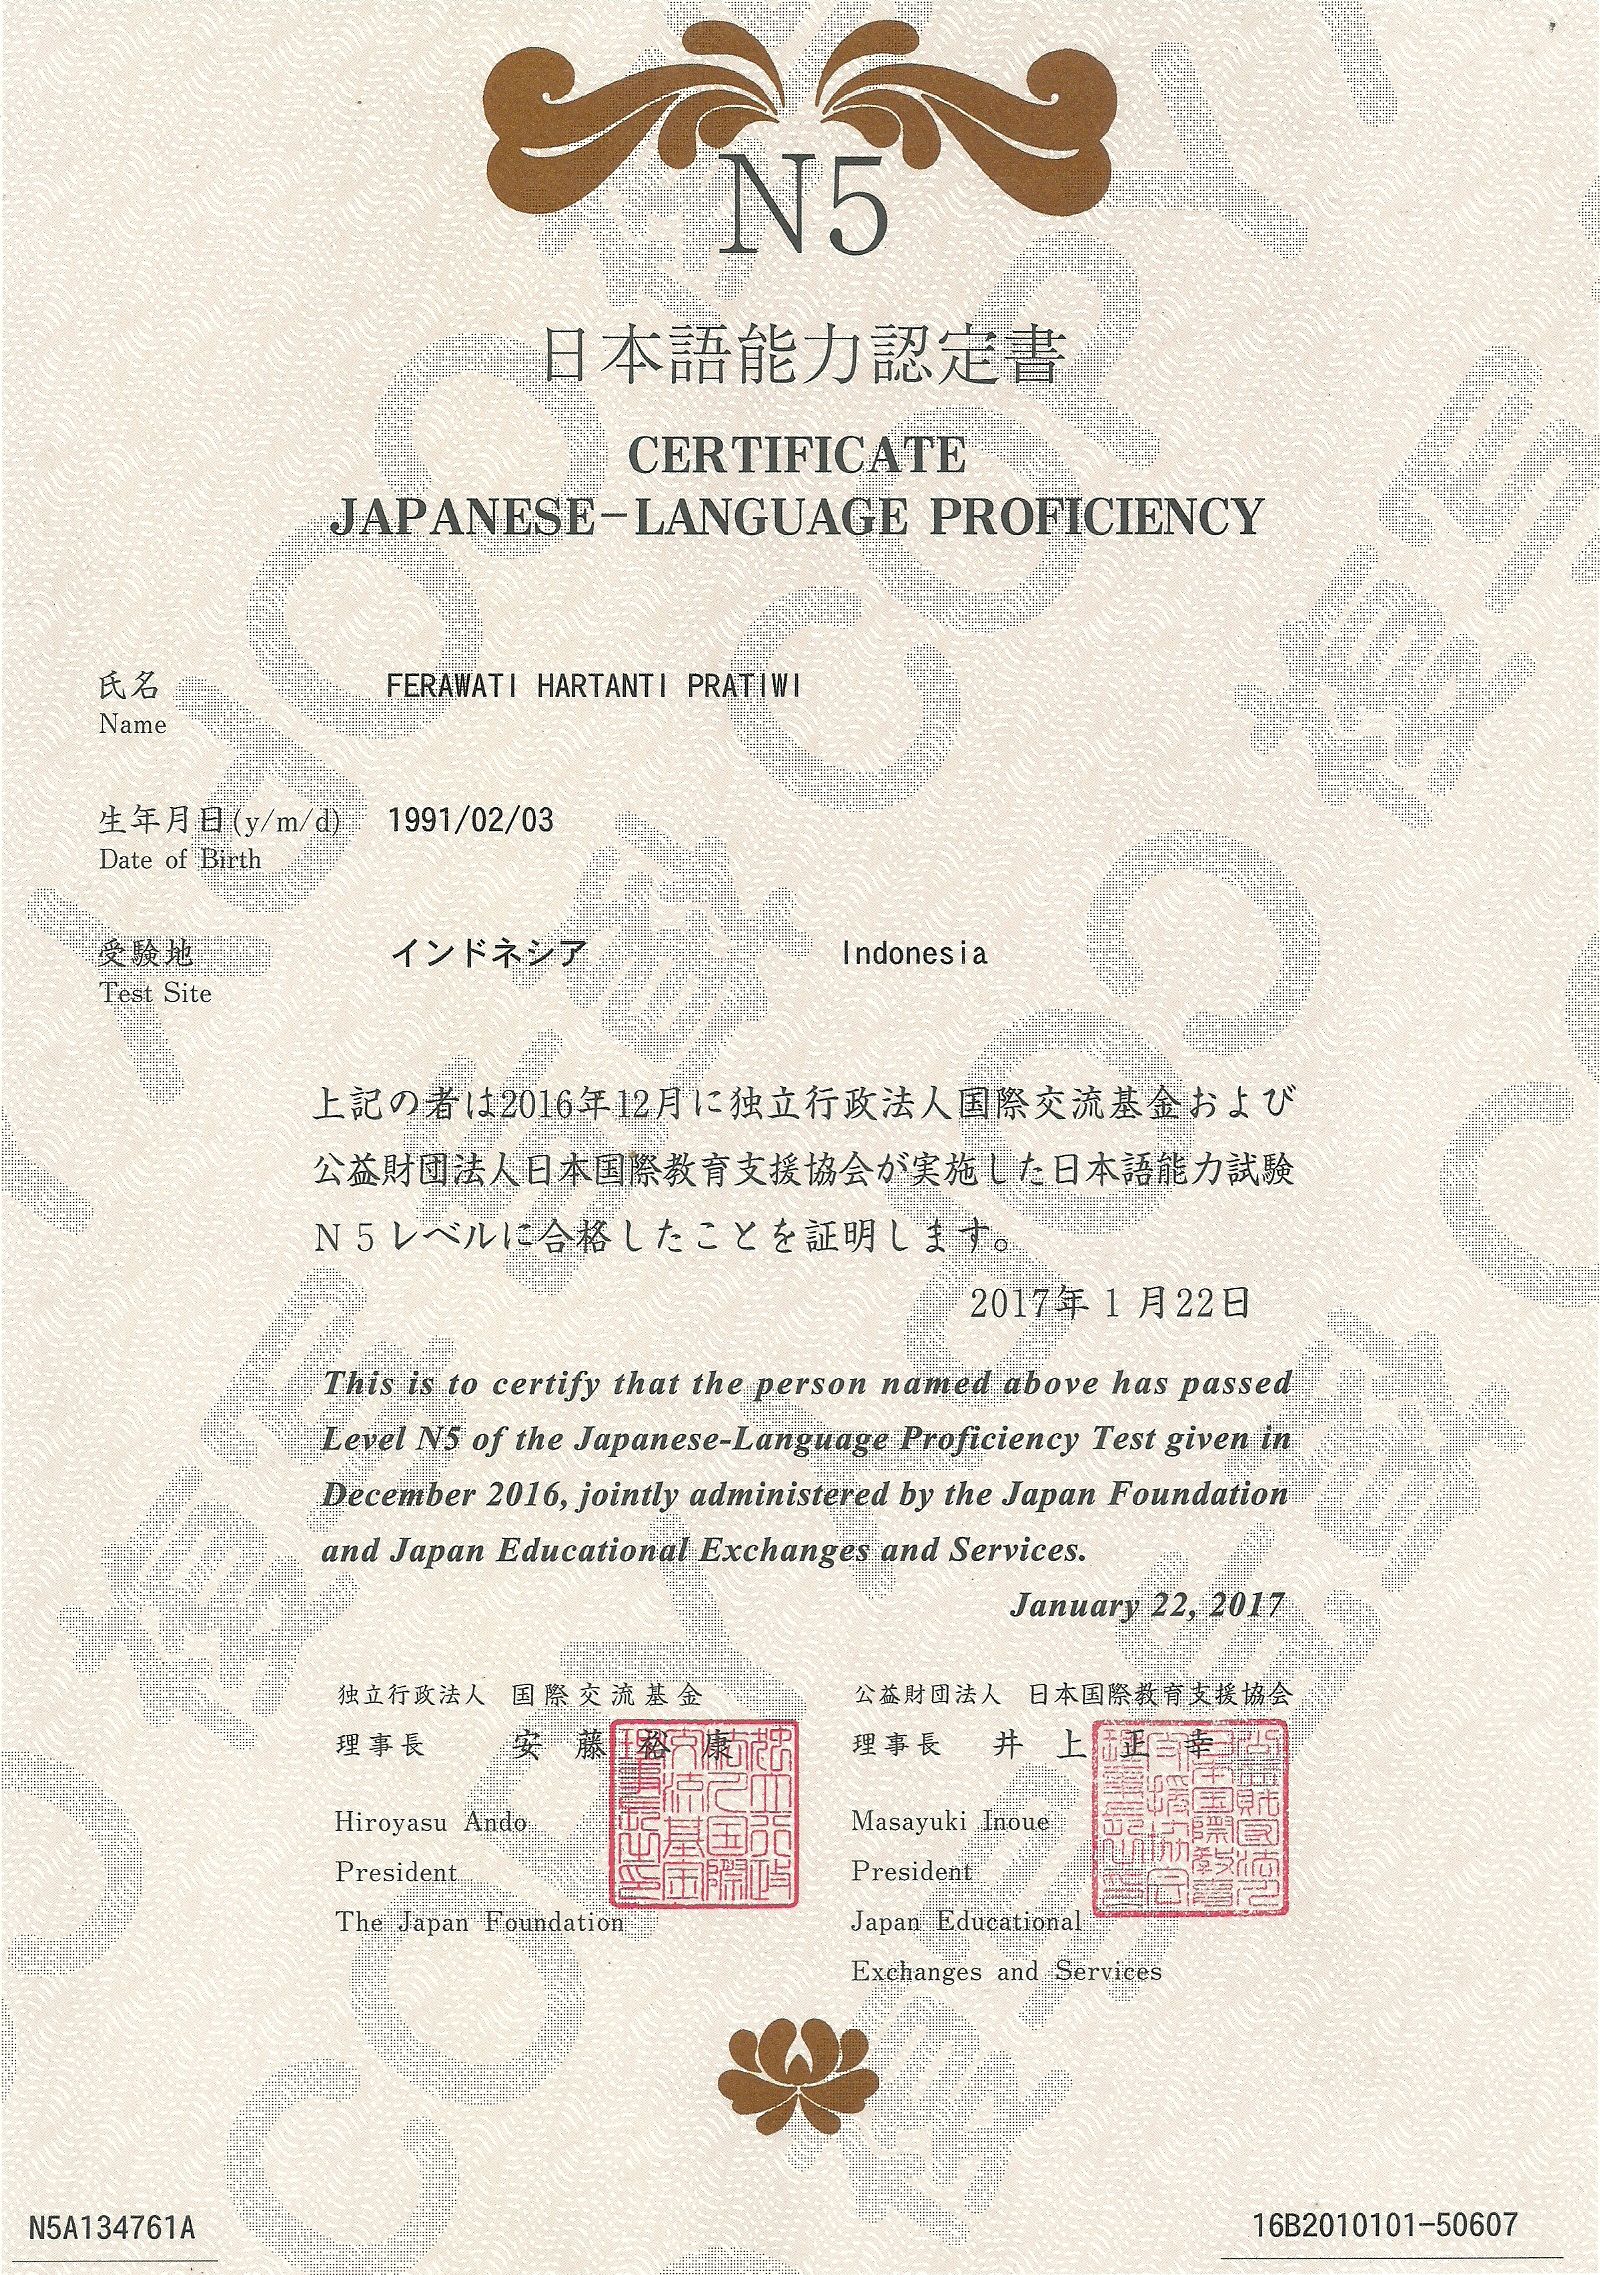 N5
日本語能力認定書
CERTIFICATE
JAPANESE-LANGUAGE PROFICIENCY
氏名 FERAWATI HARTANTI PRATIWI
Name
生年月日(y/m/d) 1991/02/03
Date of Birth
受験地 インドネシア Indonesia
Test Site
上記の者は2016年12月に独立行政法人国際交流基金および
公益財団法人日本国際教育支援協会が実施した日本語能力試験
N5レベルに合格したことを証明します。
2017年1月22日
This is to certify that the person named above has passed
Level N5 of the Japanese-Language Proficiency Test given in
December 2016, jointly administered by the Japan Foundation
and Japan Educational Exchanges and Services.
January 22, 2017
独立行政法人 国際交流基金
理事長 安藤裕康
Hiroyasu Ando
President
The Japan Foundation
公益財団法人 日本国際教育支援協会
理事長 井上正幸
Masayuki Inoue
President
Japan Educational
Exchanges and Services
N5A134761A
16B2010101-50607